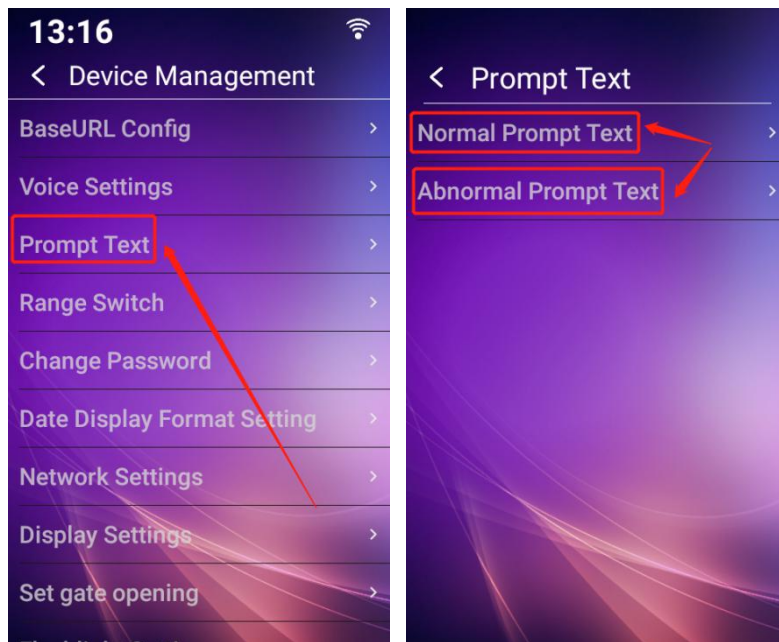 13:16
Device Management
BaseURL Config
Voice Settings
Prompt Text
Range Switch
Change Password
Date Display Format Setting
Network Settings
Display Settings
Set gate opening
Prompt Text
Normal Prompt Text
Abnormal Prompt Text